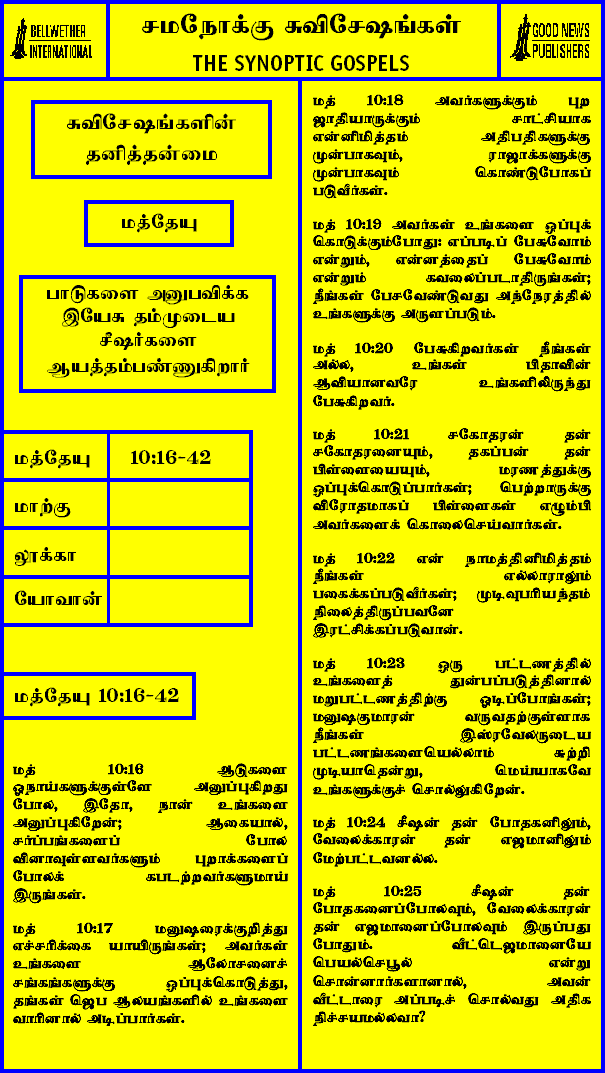 BELLWETHER
INTERNATIONAL
சமநோக்கு சுவிசேஷங்கள்
THE SYNOPTIC GOSPELS
GOOD NEWS
PUBLISHERS
சுவிசேஷங்களின்
தனித்தன்மை
மத்தேயு
பாடுகளை அனுபவிக்க
இயேசு தம்முடைய
சீஷர்களை
ஆயத்தம்பண்ணுகிறார்
மத்தேயு 10:16-42
மாற்கு
லூக்கா
யோவான்
மத்தேயு 10:16-42
மத் 10:16 ஆடுகளை
ஓநாய்களுக்குள்ளே அனுப்புகிறது
போல, இதோ, நான் உங்களை
அனுப்புகிறேன்; ஆகையால்,
சர்ப்பங்களைப் போல
வினாவுள்ளவர்களும் புறாக்களைப்
போலக் கபடற்றவர்களுமாய்
இருங்கள்.
மத் 10:17 மனுஷரைக்குறித்து
எச்சரிக்கை யாயிருங்கள்; அவர்கள்
உங்களை ஆலோசனைச்
சங்கங்களுக்கு ஒப்புக்கொடுத்து,
தங்கள் ஜெப ஆலயங்களில் உங்களை
வாரினால் அடிப்பார்கள்.
மத் 10:18 அவர்களுக்கும் புற
ஜாதியாருக்கும் சாட்சியாக
என்னிமித்தம் அதிபதிகளுக்கு
முன்பாகவும், ராஜாக்களுக்கு
முன்பாகவும் கொண்டுபோகப்
படுவீர்கள்.
மத் 10:19 அவர்கள் உங்களை ஒப்புக்
கொடுக்கும்போது: எப்படிப் பேசுவோம்
என்றும், என்னத்தைப் பேசுவோம்
என்றும் கவலைப்படாதிருங்கள்;
நீங்கள் பேசவேண்டுவது அந்நேரத்தில்
உங்களுக்கு அருளப்படும்.
மத் 10:20 பேசுகிறவர்கள் நீங்கள்
அல்ல, உங்கள் பிதாவின்
ஆவியானவரே உங்களிலிருந்து
பேசுகிறவர்.
மத் 10:21 சகோதரன் தன்
சகோதரனையும், தகப்பன் தன்
பிள்ளையையும், மரணத்துக்கு
ஒப்புக்கொடுப்பார்கள்; பெற்றாருக்கு
விரோதமாகப் பிள்ளைகள் எழும்பி
அவர்களைக் கொலைசெய்வார்கள்.
மத் 10:22 என் நாமத்தினிமித்தம்
நீங்கள் எல்லாராலும்
பகைக்கப்படுவீர்கள்; முடிவுபரியந்தம்
நிலைத்திருப்பவனே
இரட்சிக்கப்படுவான்.
மத் 10:23 ஒரு பட்டணத்தில்
உங்களைத் துன்பப்படுத்தினால்
மறுபட்டணத்திற்கு ஓடிப்போங்கள்;
மனுஷகுமாரன் வருவதற்குள்ளாக
நீங்கள் இஸ்ரவேலருடைய
பட்டணங்களையெல்லாம் சுற்றி
முடியாதென்று, மெய்யாகவே
உங்களுக்குச் சொல்லுகிறேன்.
மத் 10:24 சீஷன் தன் போதகனிலும்,
வேலைக்காரன் தன் எஜமானிலும்
மேற்பட்டவனல்ல.
மத் 10:25 சீஷன் தன்
போதகனைப்போலவும், வேலைக்காரன்
தன் எஜமானைப்போலவும் இருப்பது
போதும். வீட்டெஜமானையே
பெயல்செபூல் என்று
சொன்னார்களானால், அவன்
வீட்டாரை அப்படிச் சொல்வது அதிக
நிச்சயமல்லவா?